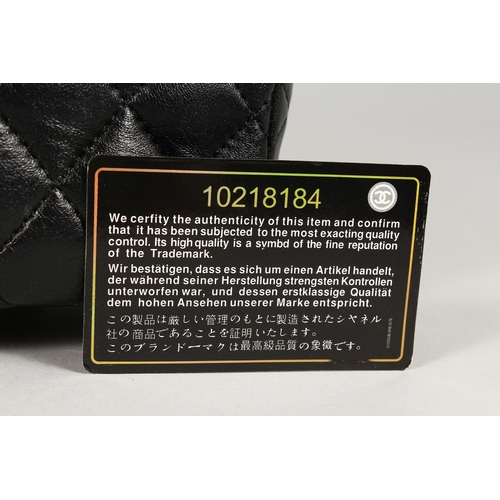 10218184
We cerfity the authenticity of this item and confirm
that it has been subjected to the most exacting quality
control. Its high quality is a symbd of the fine reputation
of the Trademark.
Wir bestätigen, dass es sich um einen Artikel handelt,
der während seiner Herstellung strengsten Kontrollen
unterworfen war, und dessen erstklassige Qualität
dem hohen Ansehen unserer Marke entspricht.
この製品は厳しい管理のもとに製造されたシヤネル
社の商品であることを証明いたします。
このブランドーマクは最高級品質の象徴です。